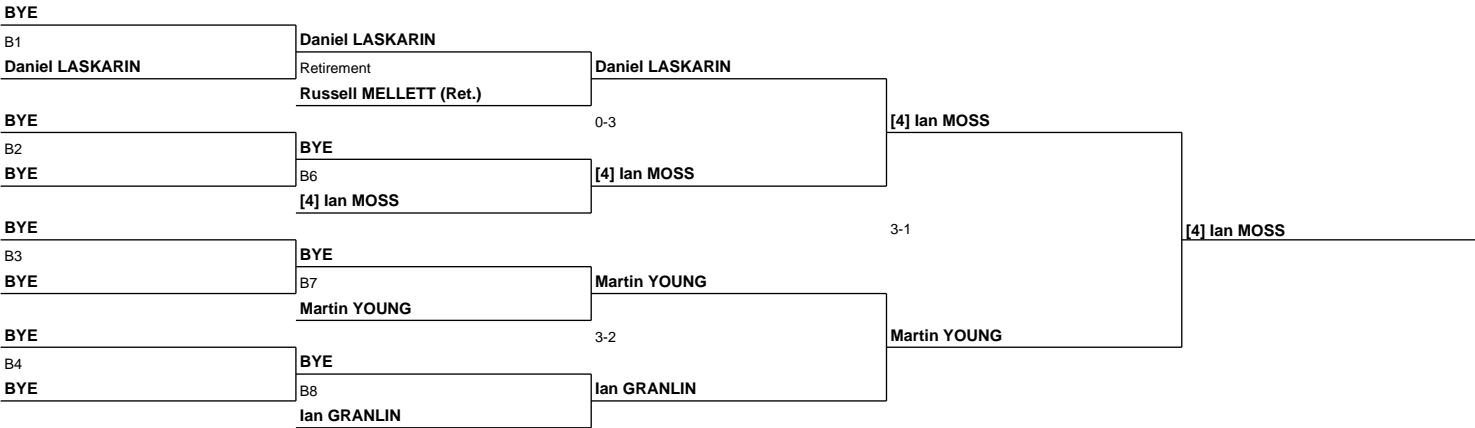 BYE
B1
Daniel LASKARIN
BYE
B2
BYE
BYE
B3
BYE
BYE
B4
BYE
Daniel LASKARIN
Retirement
Russell MELLETT (Ret.)
BYE
B6
[4] Ian MOSS
BYE
B7
Martin YOUNG
BYE
B8
Ian GRANLIN
Daniel LASKARIN
0-3
[4] Ian MOSS
Martin YOUNG
3-2
Ian GRANLIN
[4] Ian MOSS
3-1
Martin YOUNG
[4] Ian MOSS